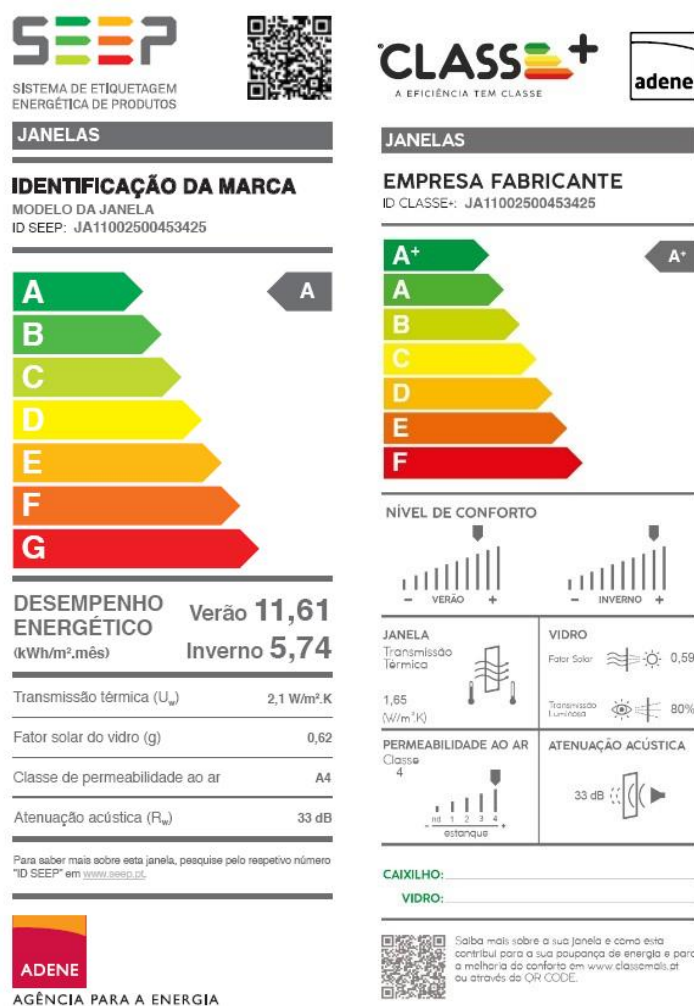 SEEP
SISTEMA DE ETIQUETAGEM
ENERGÉTICA DE PRODUTOS
JANELAS
IDENTIFICAÇÃO DA MARCA
MODELO DA JANELA
ID SEEP: JA11002500453425
A
A
B
C
D
E
F
G
DESEMPENHO
ENERGÉTICO
(kWh/m².mês)
Verão 11,61
Inverno 5,74
Transmissão térmica (Uw) 2,1 W/m².K
Fator solar do vidro (g) 0,62
Classe de permeabilidade ao ar A4
Atenuação acústica (Rw) 33 dB
Para saber mais sobre esta janela, pesquise pelo respetivo número
"ID SEEP" em www.seep.pt.
ADENE
AGÊNCIA PARA A ENERGIA
CLASSE+
A EFICIÊNCIA TEM CLASSE
adene
JANELAS
EMPRESA FABRICANTE
ID CLASSE+: JA11002500453425
A+
A+
A
B
C
D
E
F
NÍVEL DE CONFORTO
- VERÃO +
- INVERNO +
JANELA
Transmissão
Térmica
1,65
(W/m².K)
VIDRO
Fator Solar 0,59
Transmissão
Luminosa 80%
PERMEABILIDADE AO AR
Classe
4
nd 1 2 3 4
- estanque +
ATENUAÇÃO ACÚSTICA
33 dB
CAIXILHO:
VIDRO:
Saiba mais sobre a sua janela e como esta
contribui para a sua poupança de energia e para
a melhoria do conforto em www.classemais.pt
ou através do QR CODE.